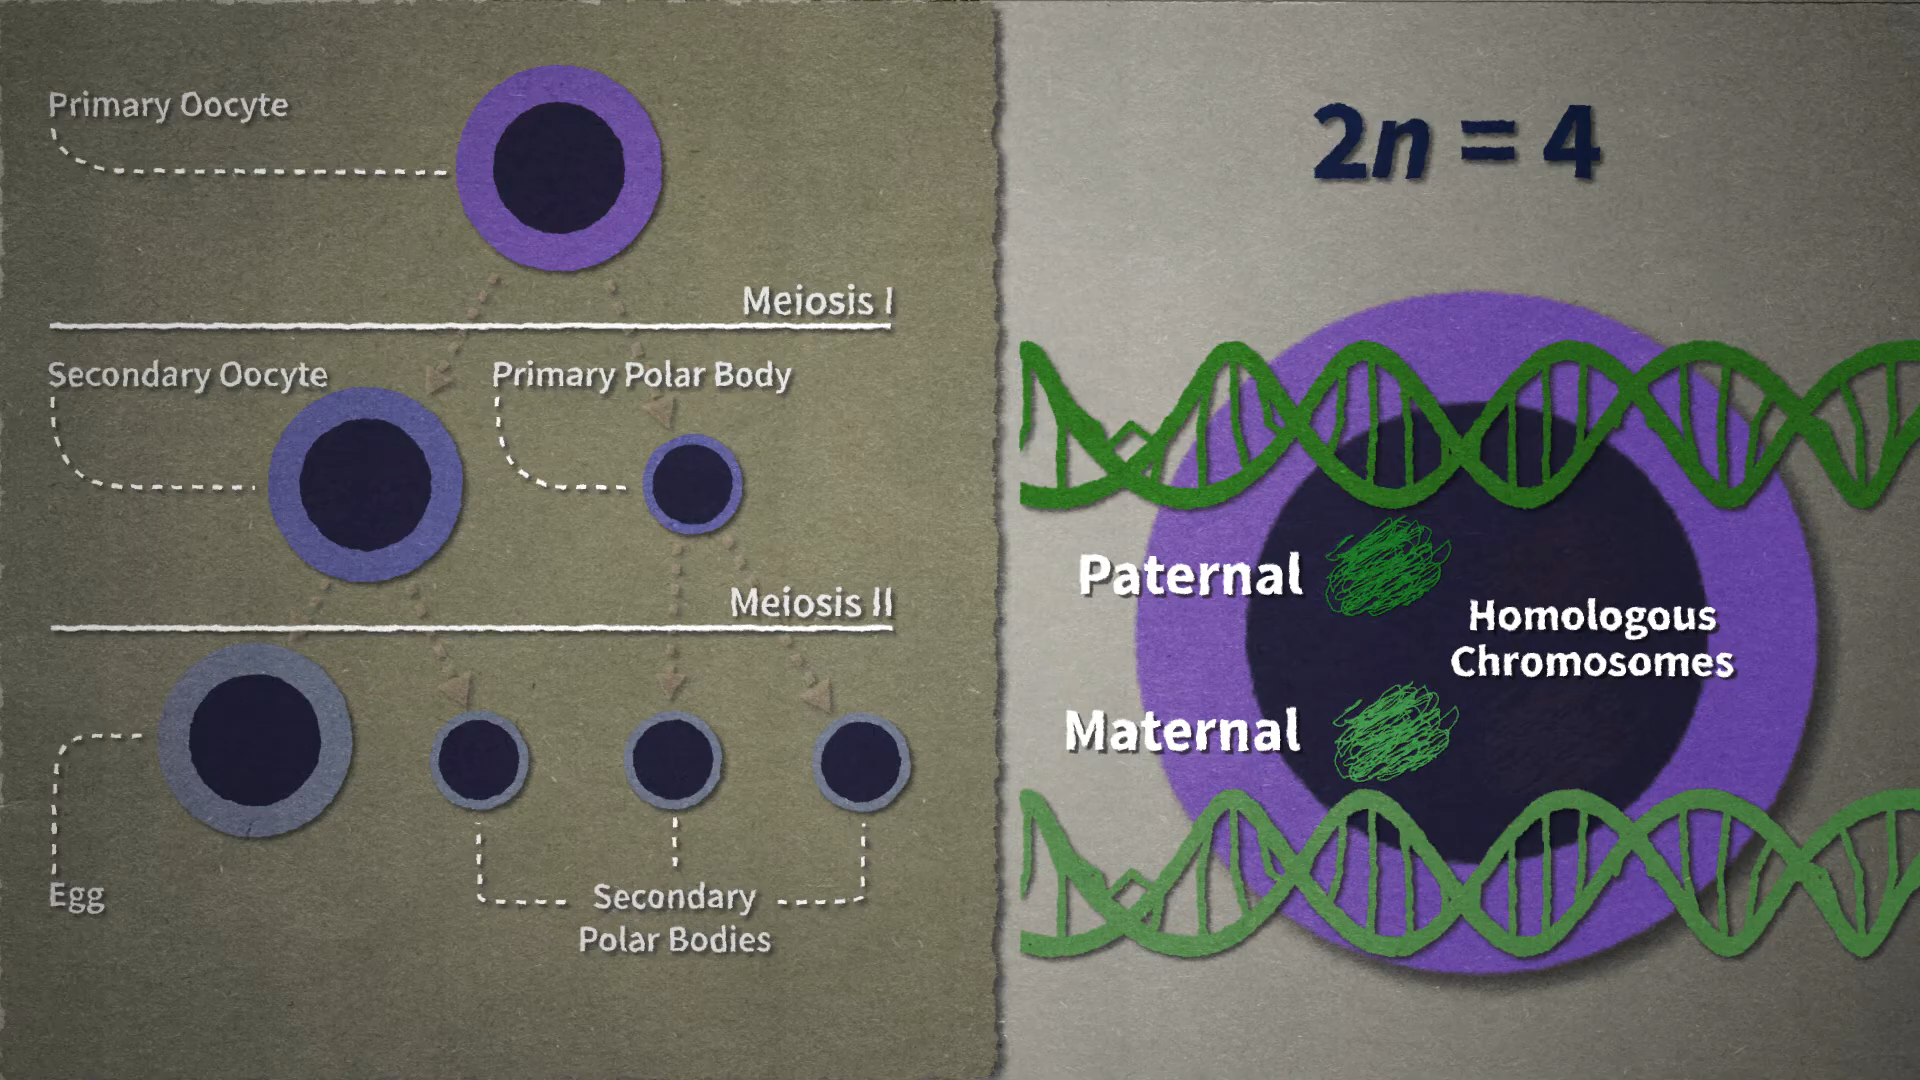 Primary Oocyte
Meiosis I
Secondary Oocyte
Primary Polar Body
Meiosis II
Egg
Secondary
Polar Bodies
2n = 4
Paternal
Homologous
Chromosomes
Maternal